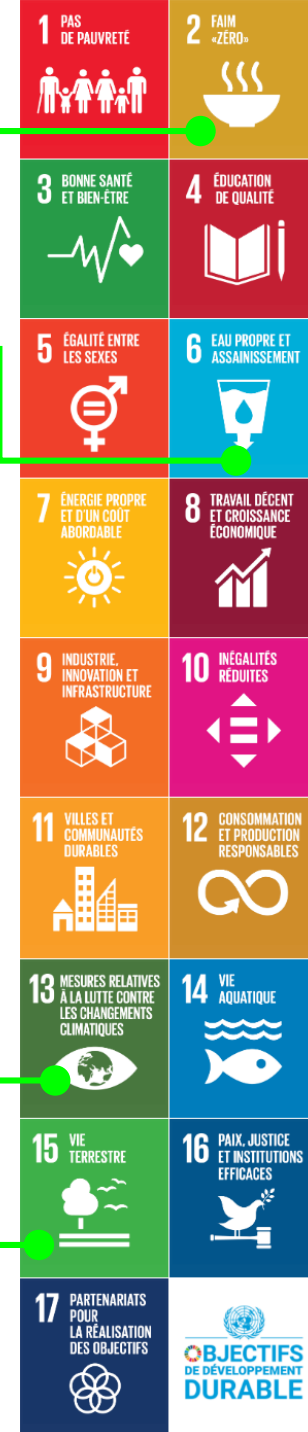 1 PAS
DE PAUVRETÉ
2 FAIM
«ZÉRO»
3 BONNE SANTÉ
ET BIEN-ÊTRE
4 ÉDUCATION
DE QUALITÉ
5 ÉGALITÉ ENTRE
LES SEXES
6 EAU PROPRE ET
ASSAINISSEMENT
7 ÉNERGIE PROPRE
ET D'UN COÛT
ABORDABLE
8 TRAVAIL DÉCENT
ET CROISSANCE
ÉCONOMIQUE
9 INDUSTRIE,
INNOVATION ET
INFRASTRUCTURE
10 INÉGALITÉS
RÉDUITES
11 VILLES ET
COMMUNAUTÉS
DURABLES
12 CONSOMMATION
ET PRODUCTION
RESPONSABLES
13 MESURES RELATIVES
À LA LUTTE CONTRE
LES CHANGEMENTS
CLIMATIQUES
14 VIE
AQUATIQUE
15 VIE
TERRESTRE
16 PAIX, JUSTICE
ET INSTITUTIONS
EFFICACES
17 PARTENARIATS
POUR
LA RÉALISATION
DES OBJECTIFS
OBJECTIFS
DE DÉVELOPPEMENT
DURABLE